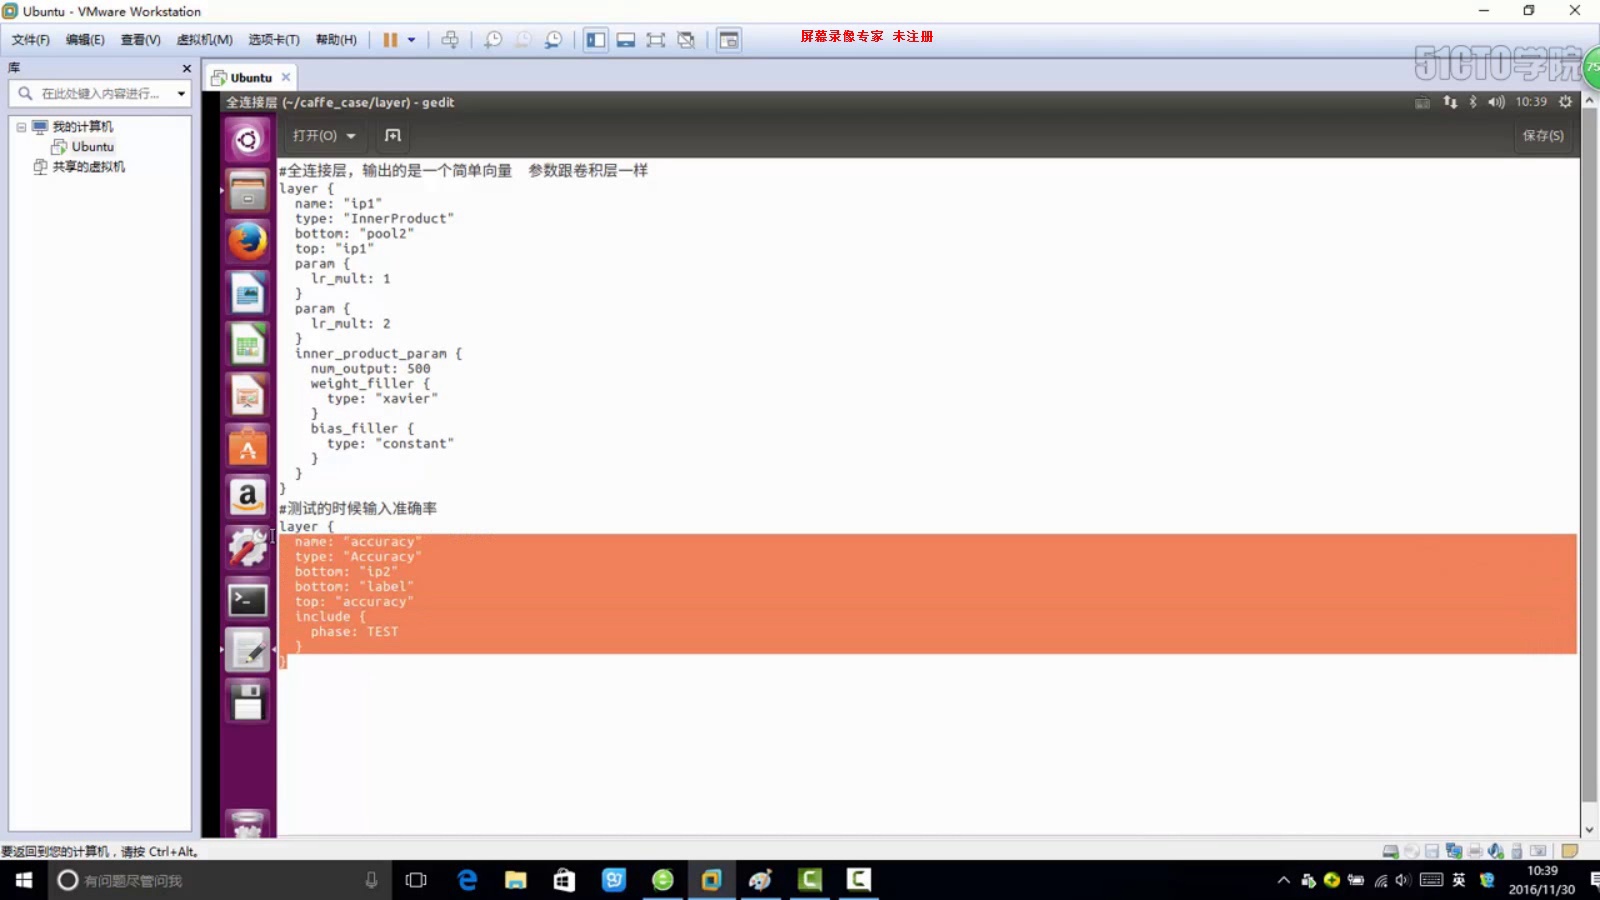 Ubuntu - VMware Workstation
文件(F) 编辑(E) 查看(V) 虚拟机(M) 选项卡(T) 帮助(H)
屏幕录像专家 未注册
51CTO学院
75
库
在此处键入内容进行...
我的计算机
Ubuntu
共享的虚拟机
Ubuntu
全连接层 (~/caffe_case/layer) - gedit
10:39
打开(O)
保存(S)
#全连接层，输出的是一个简单向量 参数跟卷积层一样
layer {
name: "ip1"
type: "InnerProduct"
bottom: "pool2"
top: "ip1"
param {
lr_mult: 1
}
param {
lr_mult: 2
}
inner_product_param {
num_output: 500
weight_filler {
type: "xavier"
}
bias_filler {
type: "constant"
}
}
}
#测试的时候输入准确率
layer {
name: "accuracy"
type: "Accuracy"
bottom: "ip2"
bottom: "label"
top: "accuracy"
include {
phase: TEST
}
}
要返回到您的计算机，请按 Ctrl+Alt。
有问题尽管问我
英
10:39
2016/11/30